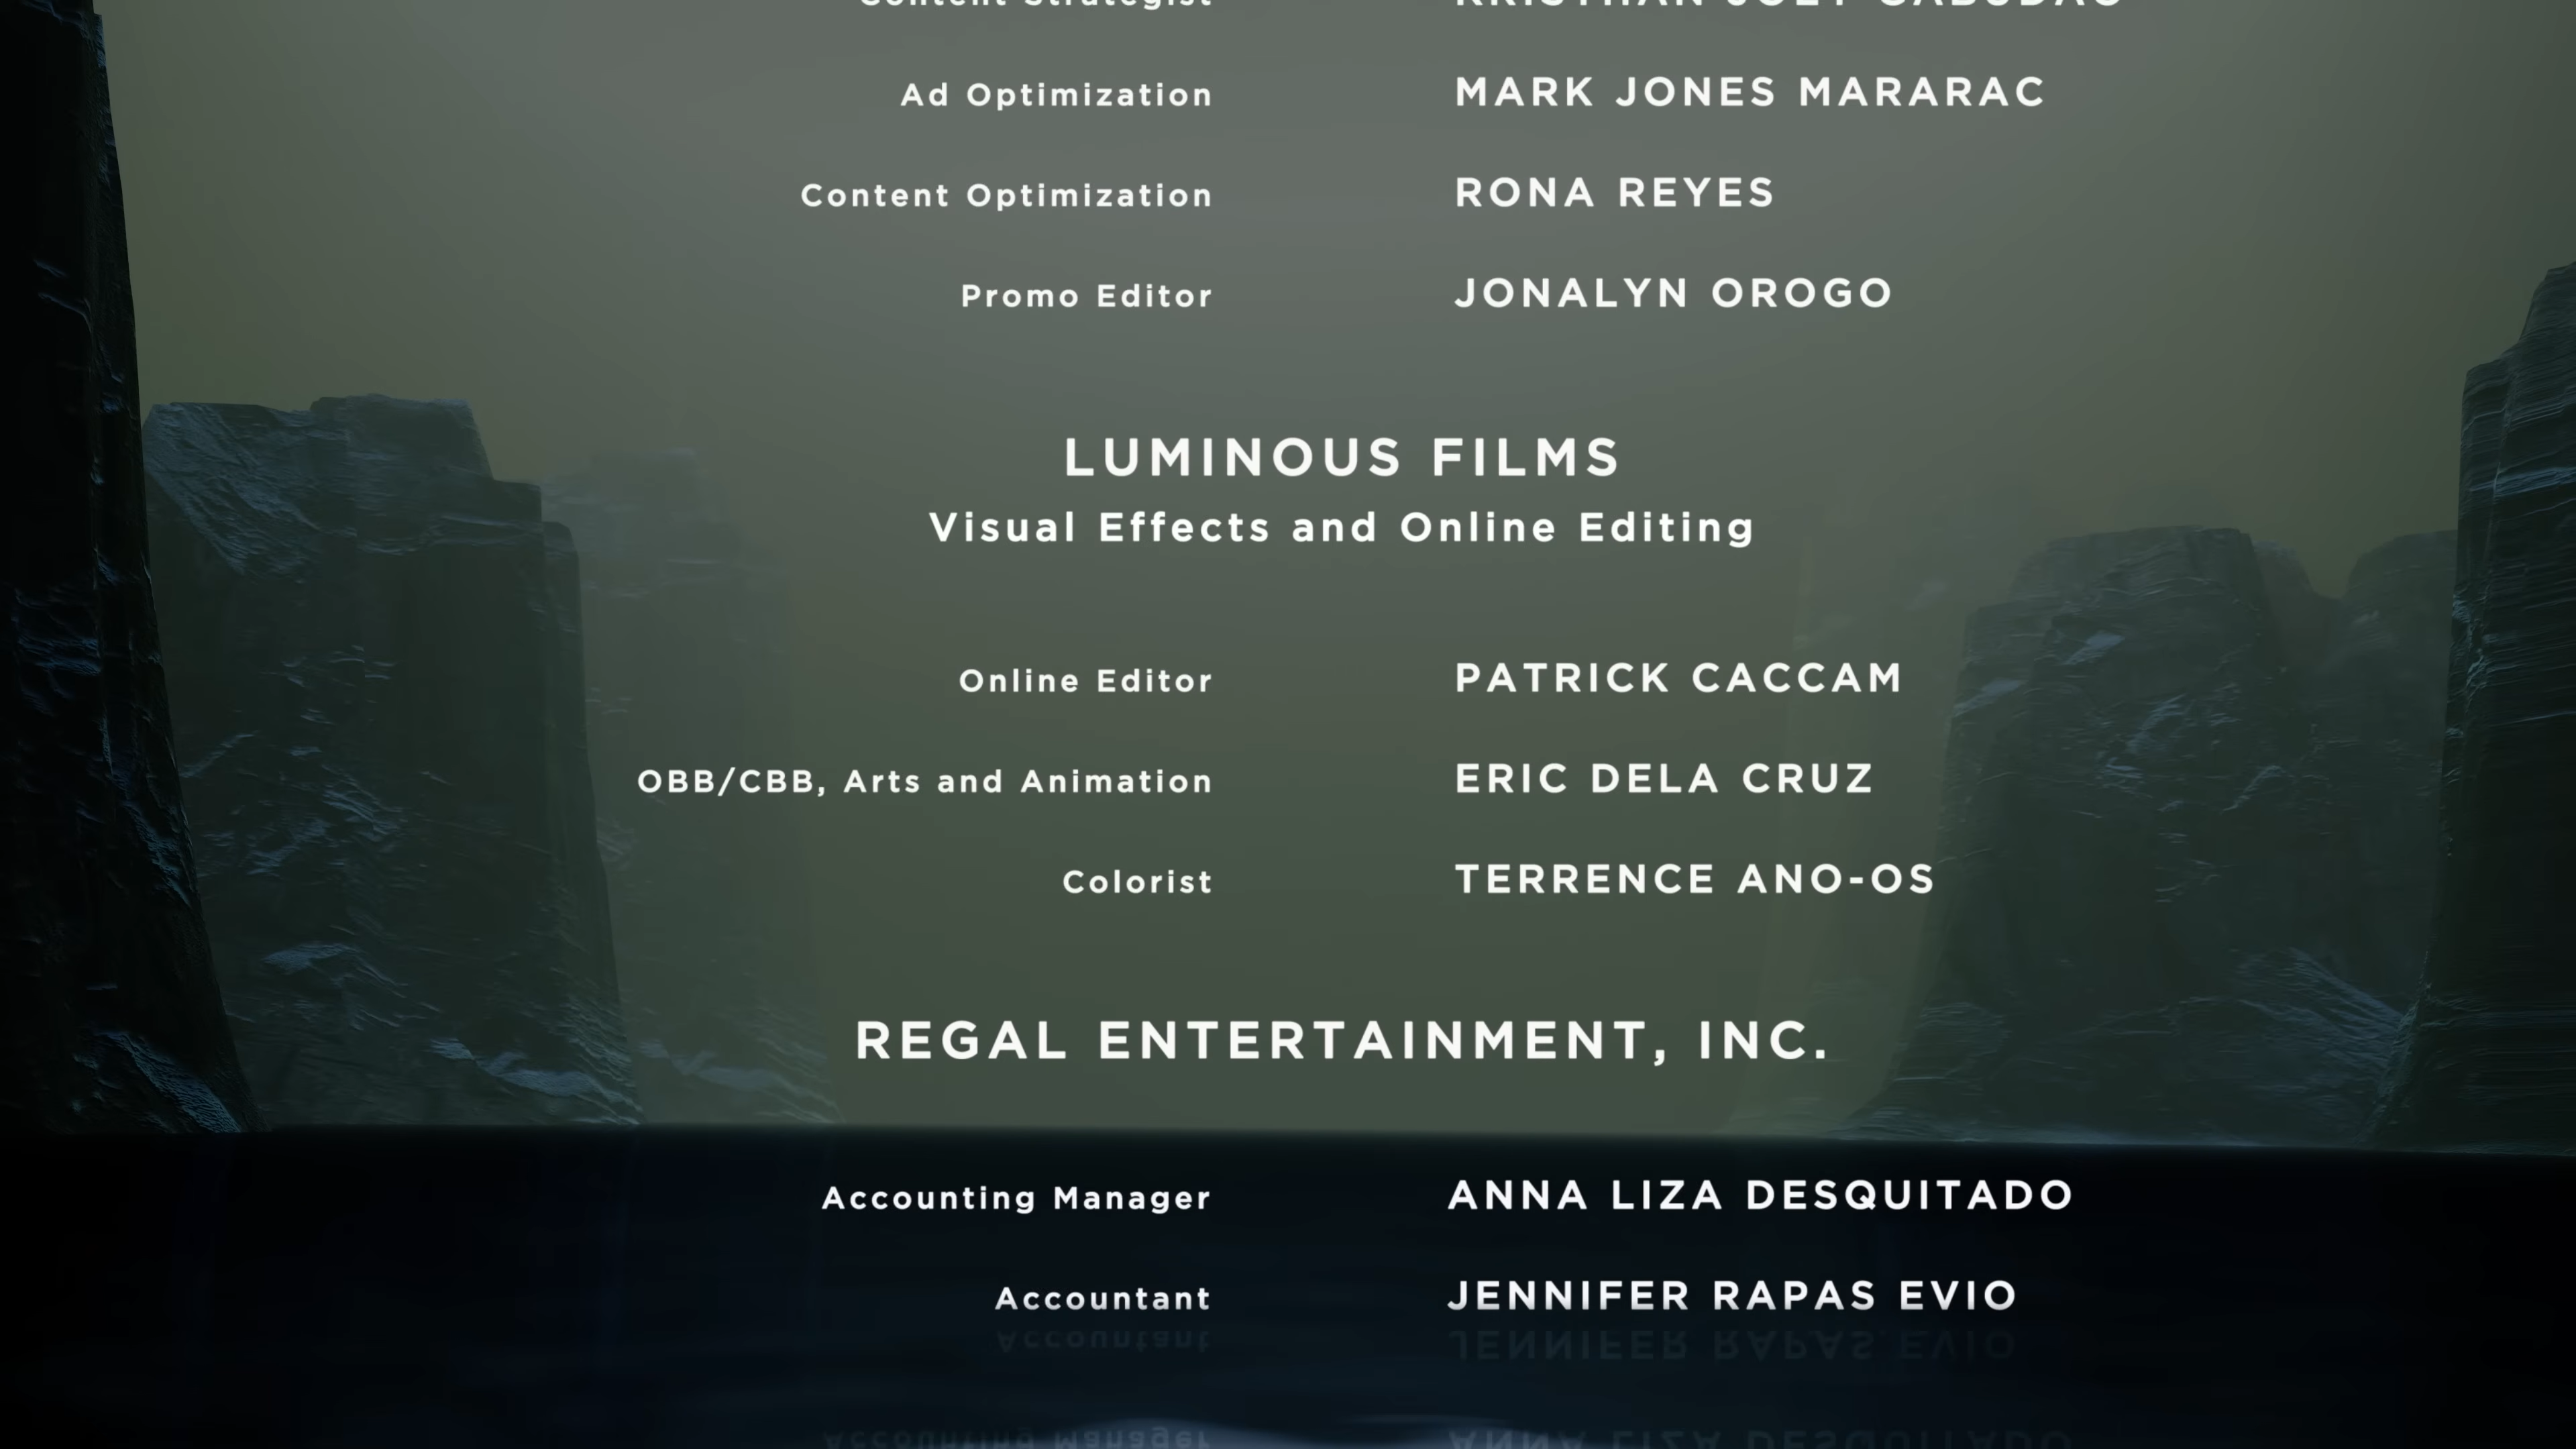 Content Strategist
Ad Optimization MARK JONES MARARAC
Content Optimization RONA REYES
Promo Editor JONALYN OROGO
LUMINOUS FILMS
Visual Effects and Online Editing
Online Editor PATRICK CACCAM
OBB/CBB, Arts and Animation ERIC DELA CRUZ
Colorist TERRENCE ANO-OS
REGAL ENTERTAINMENT, INC.
Accounting Manager ANNA LIZA DESQUITADO
Accountant JENNIFER RAPAS EVIO